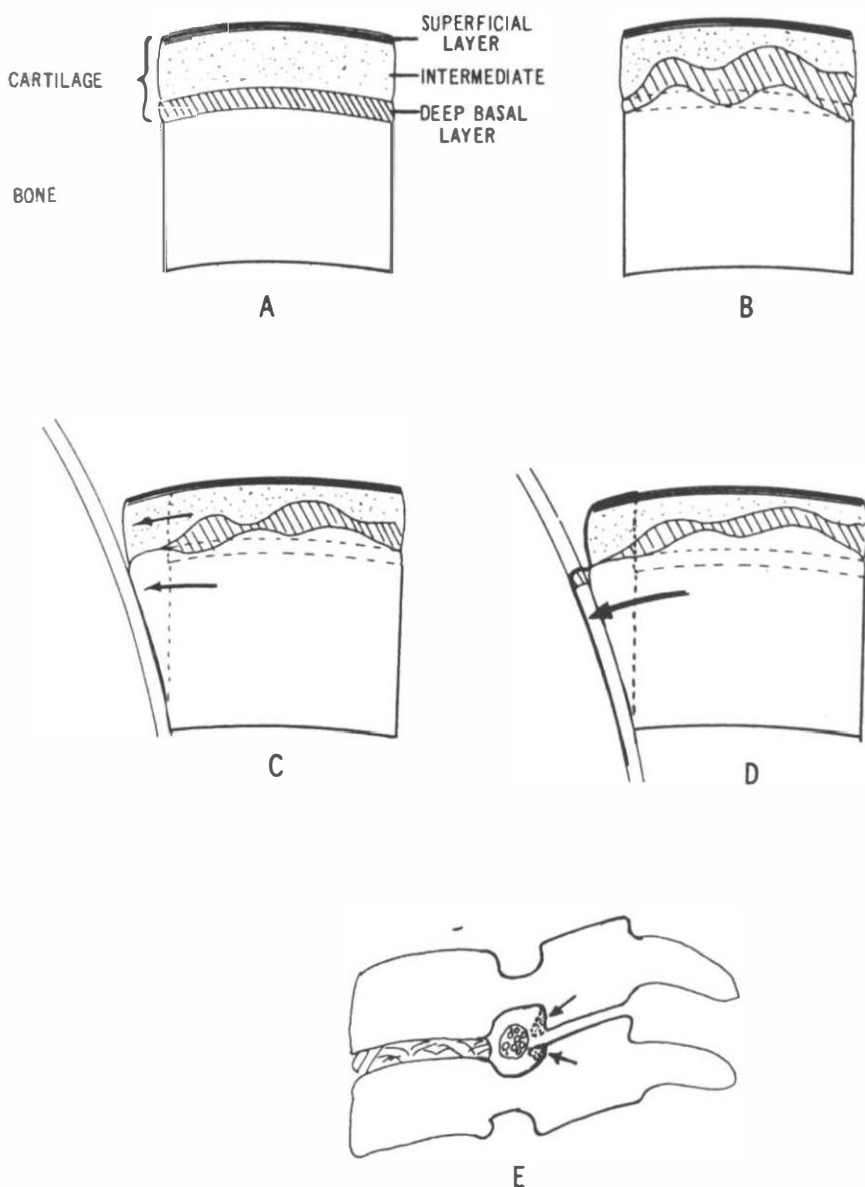 SUPERFICIAL
LAYER
CARTILAGE
INTERMEDIATE
DEEP BASAL
LAYER
BONE
A
B
C
D
E